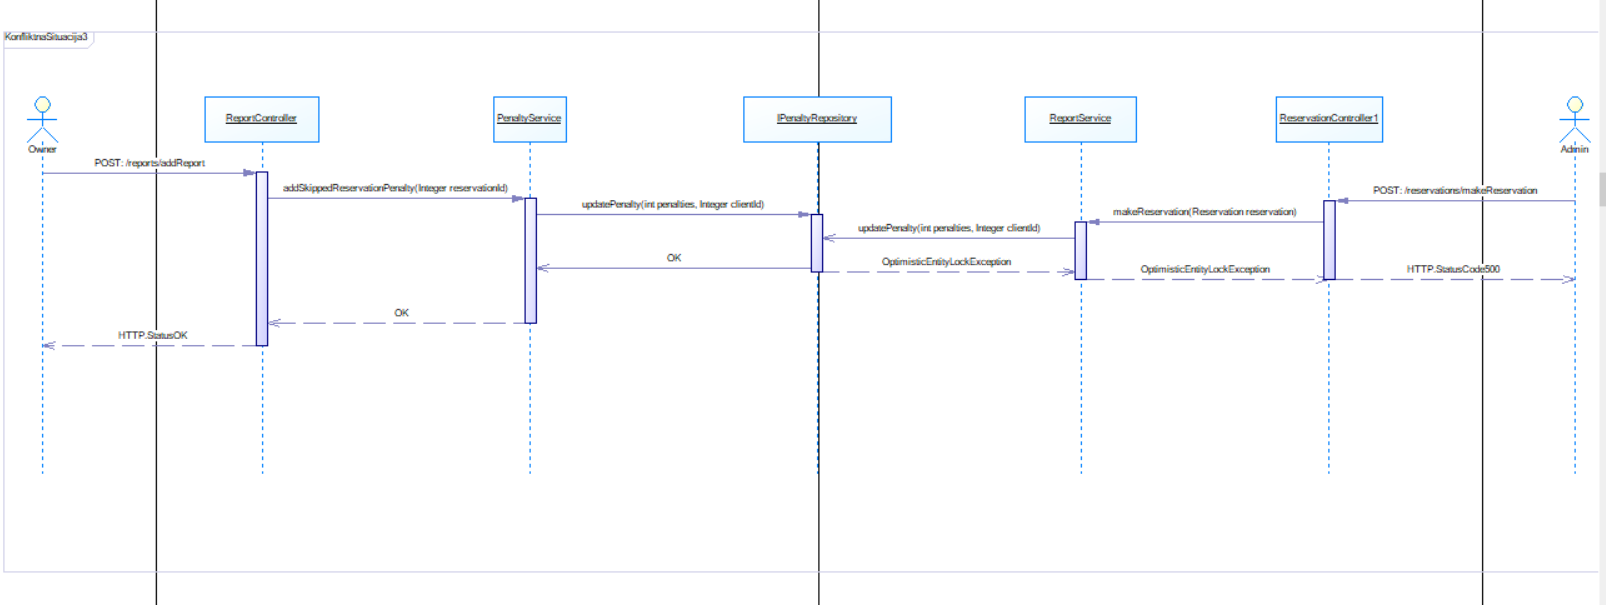 KonfliktnaSituacija3
Owner
ReportController
PenaltyService
IPenaltyRepository
ReportService
ReservationController1
Admin
POST: /reports/addReport
addSkippedReservationPenalty(Integer reservationId)
POST: /reservations/makeReservation
updatePenalty(int penalties, Integer clientId)
makeReservation(Reservation reservation)
updatePenalty(int penalties, Integer clientId)
OK
OptimisticEntityLockException
OptimisticEntityLockException
HTTP.StatusCode500
OK
HTTP.StatusOK